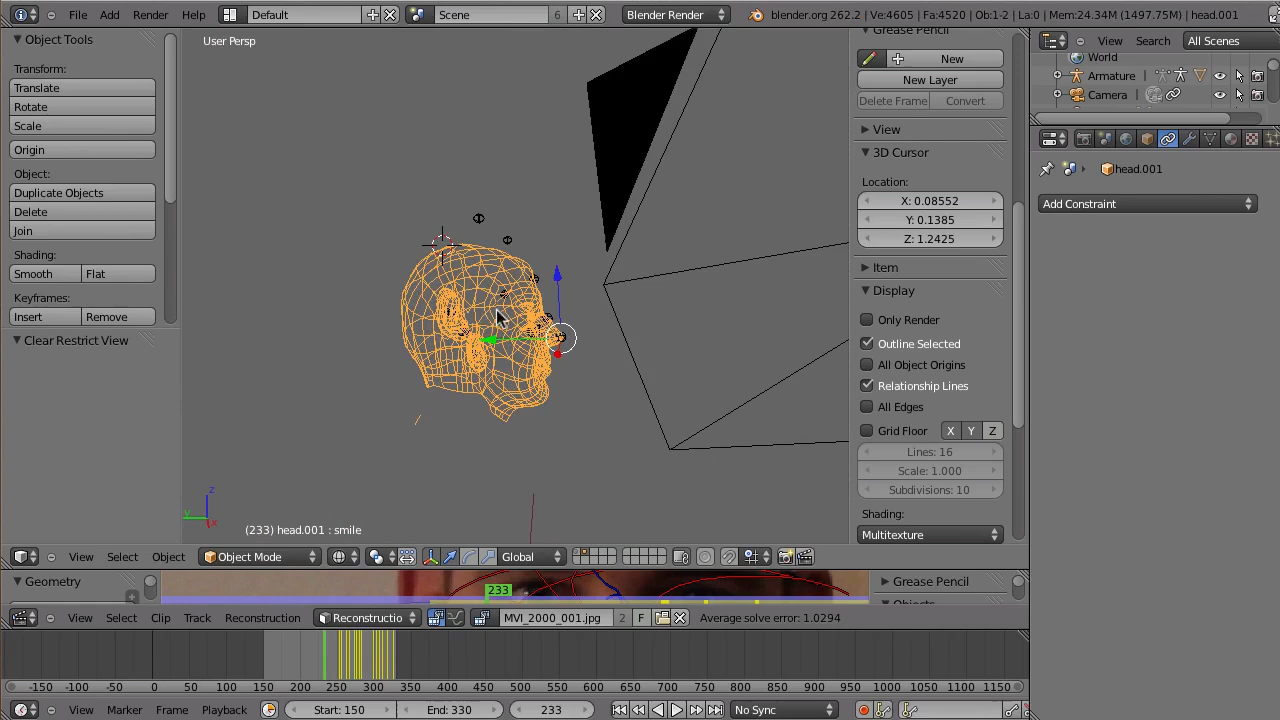 File Add Render Help Default Scene 6 Blender Render blender.org 262.2 | Ve:4605 | Fa:4520 | Ob:1-2 | La:0 | Mem:24.34M (1497.75M) | head.001
Object Tools
Transform:
Translate
Rotate
Scale
Origin
Object:
Duplicate Objects
Delete
Join
Shading:
Smooth Flat
Keyframes:
Insert Remove
Clear Restrict View
User Persp
z
y
x
(233) head.001 : smile
Grease Pencil
New
New Layer
Delete Frame Convert
View
3D Cursor
Location:
X: 0.08552
Y: 0.1385
Z: 1.2425
Item
Display
Only Render
Outline Selected
All Object Origins
Relationship Lines
All Edges
Grid Floor X Y Z
Lines: 16
Scale: 1.000
Subdivisions: 10
Shading:
Multitexture
View Search All Scenes
World
Armature
Camera
head.001
Add Constraint
View Select Object Object Mode Global
Geometry
233
Grease Pencil
Objects
View Select Clip Track Reconstruction Reconstructio MVI_2000_001.jpg 2 F Average solve error: 1.0294
-150 -100 -50 0 50 100 150 200 250 300 350 400 450 500 550 600 650 700 750 800 850 900 950 1000 1050 1100 1150
View Marker Frame Playback Start: 150 End: 330 233 No Sync